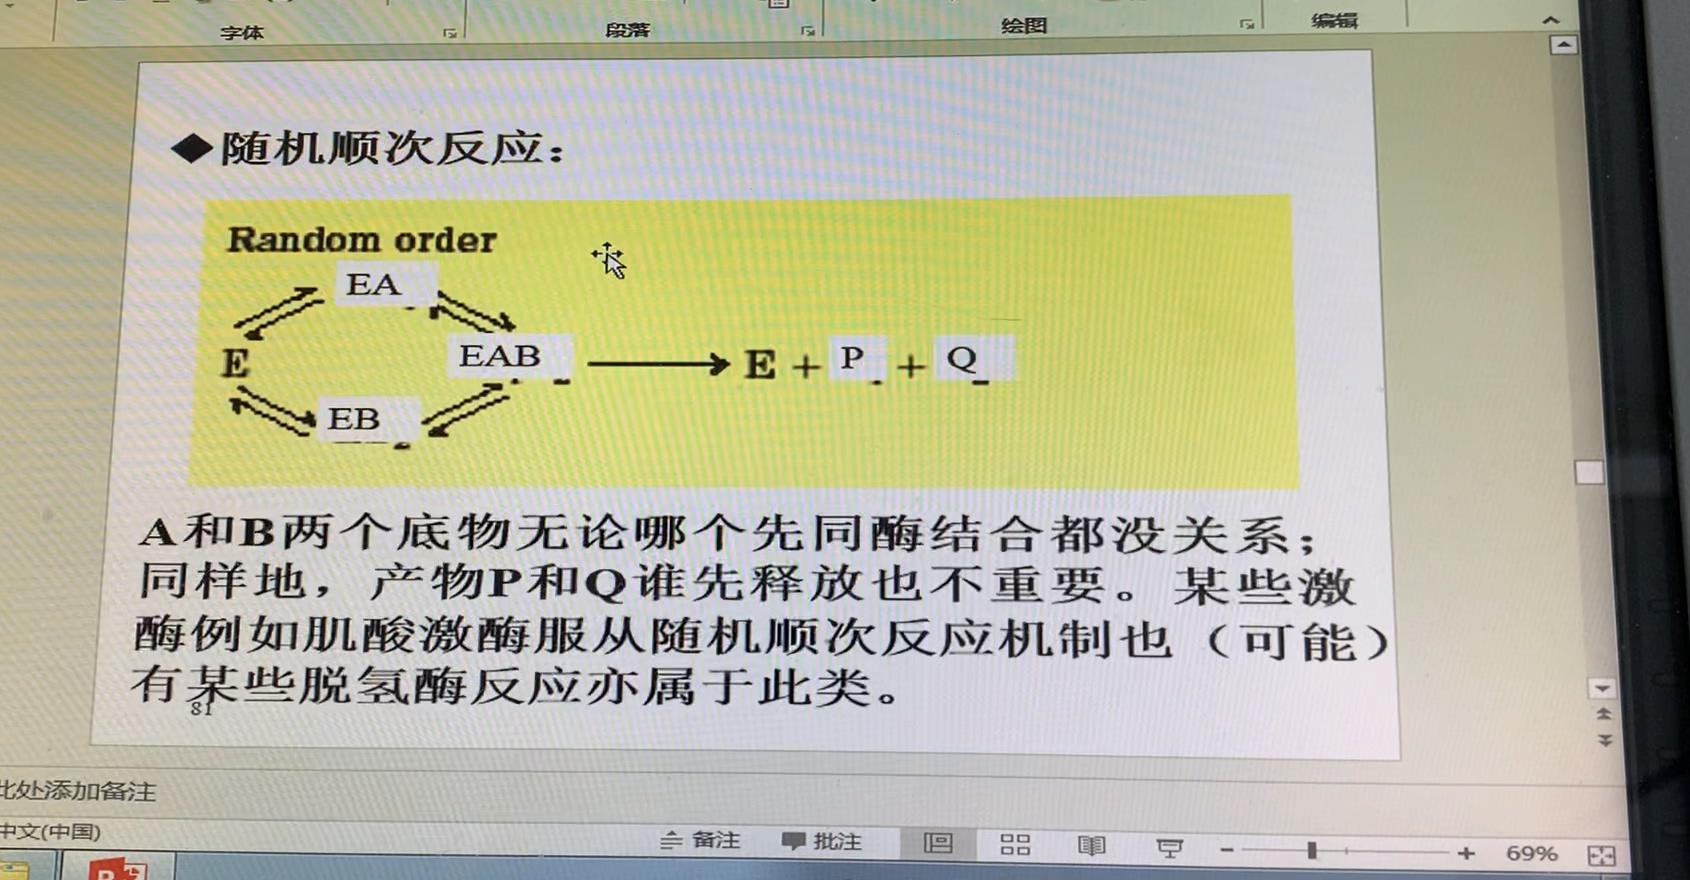 字体
段落
绘图
编辑
◆随机顺次反应：
Random order
EA
E
EAB
E + P + Q
EB
A和B两个底物无论哪个先同酶结合都没关系；
同样地，产物P和Q谁先释放也不重要。某些激
酶例如肌酸激酶服从随机顺次反应机制也（可能）
有某些脱氢酶反应亦属于此类。
81
此处添加备注
中文(中国)
备注
批注
69%